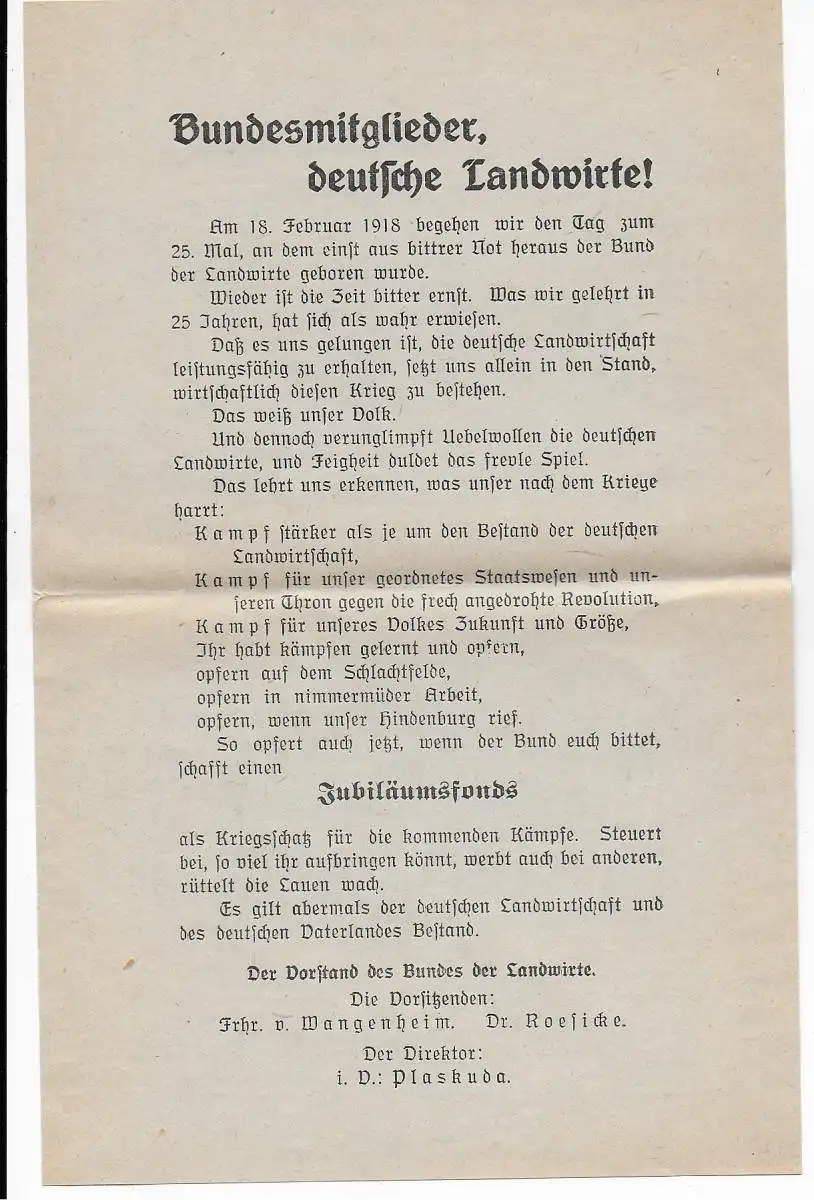 Bundesmitglieder,
deutsche Landwirte!
Am 18. Februar 1918 begehen wir den Tag zum
25. Mal, an dem einst aus bittrer Not heraus der Bund
der Landwirte geboren wurde.
Wieder ist die Zeit bitter ernst. Was wir gelehrt in
25 Jahren, hat sich als wahr erwiesen.
Daß es uns gelungen ist, die deutsche Landwirtschaft
leistungsfähig zu erhalten, setzt uns allein in den Stand,
wirtschaftlich diesen Krieg zu bestehen.
Das weiß unser Volk.
Und dennoch verunglimpft Uebelwollen die deutschen
Landwirte, und Feigheit duldet das frevle Spiel.
Das lehrt uns erkennen, was unser nach dem Kriege
harrt:
Kampf stärker als je um den Bestand der deutschen
Landwirtschaft,
Kampf für unser geordnetes Staatswesen und un-
seren Thron gegen die frech angedrohte Revolution,
Kampf für unseres Volkes Zukunft und Größe,
Ihr habt kämpfen gelernt und opfern,
opfern auf dem Schlachtfelde,
opfern in nimmermüder Arbeit,
opfern, wenn unser Hindenburg rief.
So opfert auch jetzt, wenn der Bund euch bittet,
schafft einen
Jubiläumsfonds
als Kriegsschatz für die kommenden Kämpfe. Steuert
bei, so viel ihr aufbringen könnt, werbt auch bei anderen,
rüttelt die Lauen wach.
Es gilt abermals der deutschen Landwirtschaft und
des deutschen Vaterlandes Bestand.
Der Vorstand des Bundes der Landwirte.
Die Vorsitzenden:
Frhr. v. Wangenheim. Dr. Roesicke.
Der Direktor:
i. V.: Plaskuda.